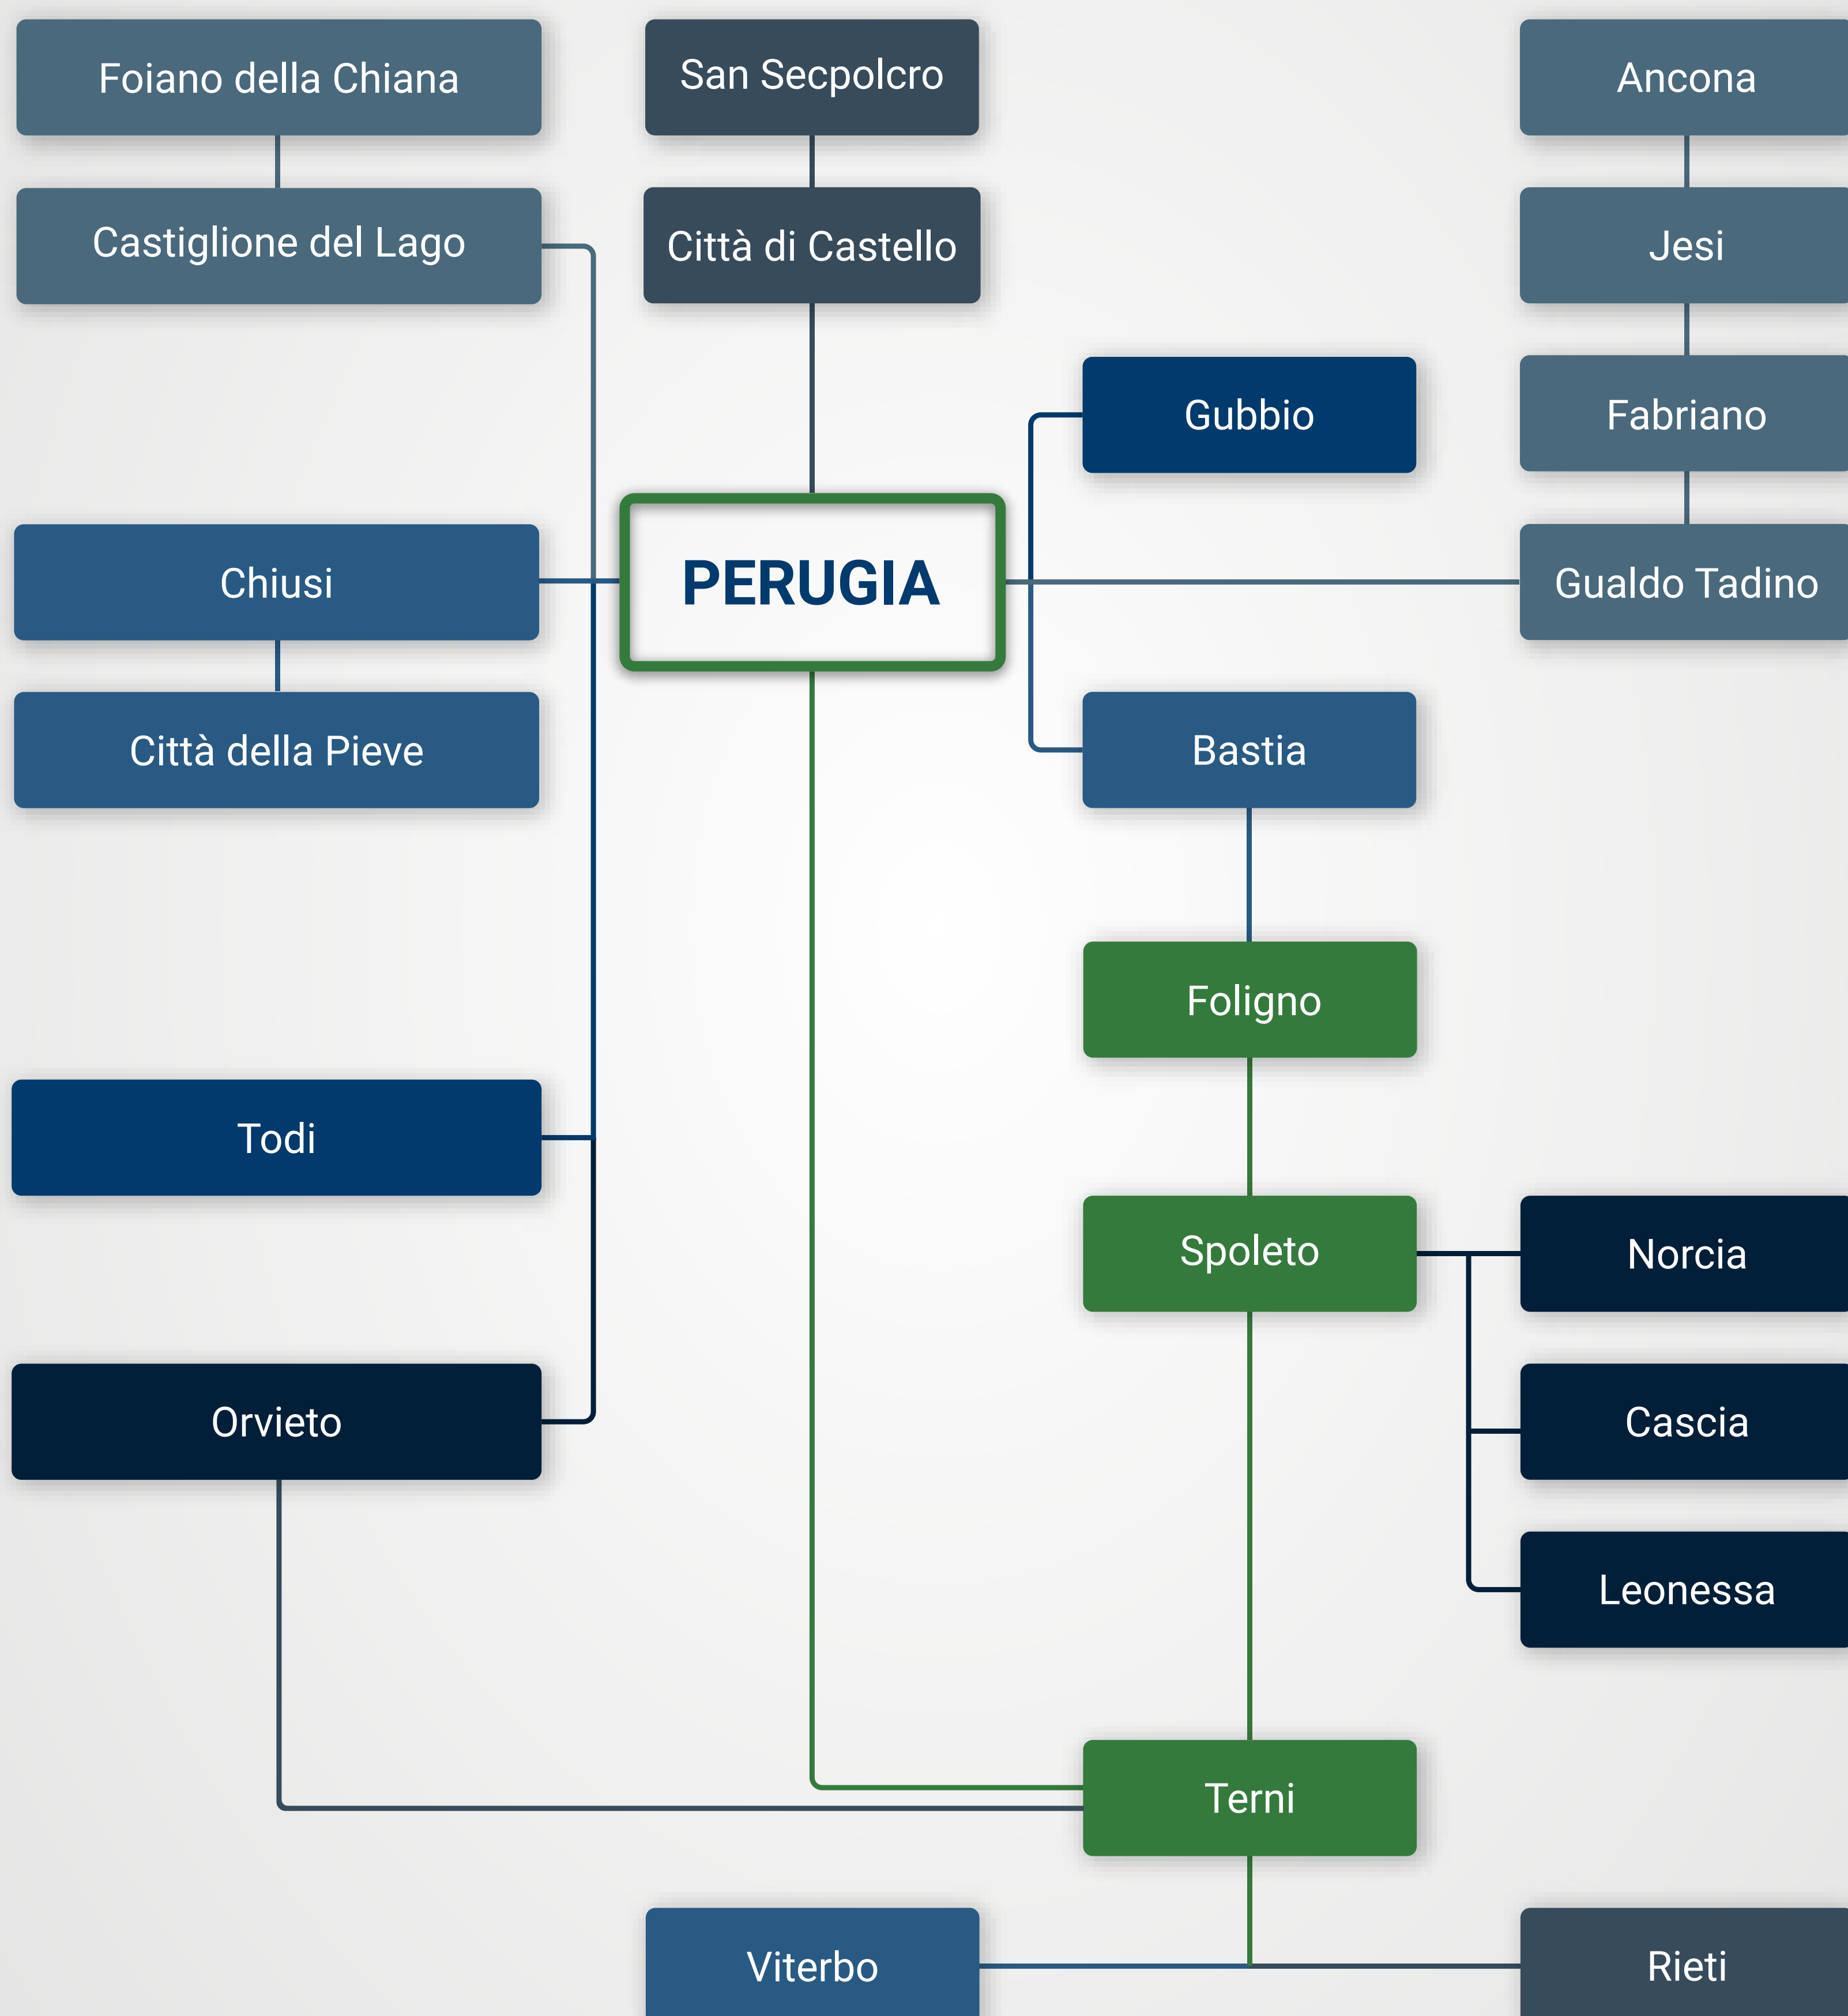 Foiano della Chiana
San Secpolcro
Ancona
Castiglione del Lago
Città di Castello
Jesi
Gubbio
Fabriano
Chiusi
PERUGIA
Gualdo Tadino
Città della Pieve
Bastia
Foligno
Todi
Spoleto
Norcia
Orvieto
Cascia
Leonessa
Terni
Viterbo
Rieti